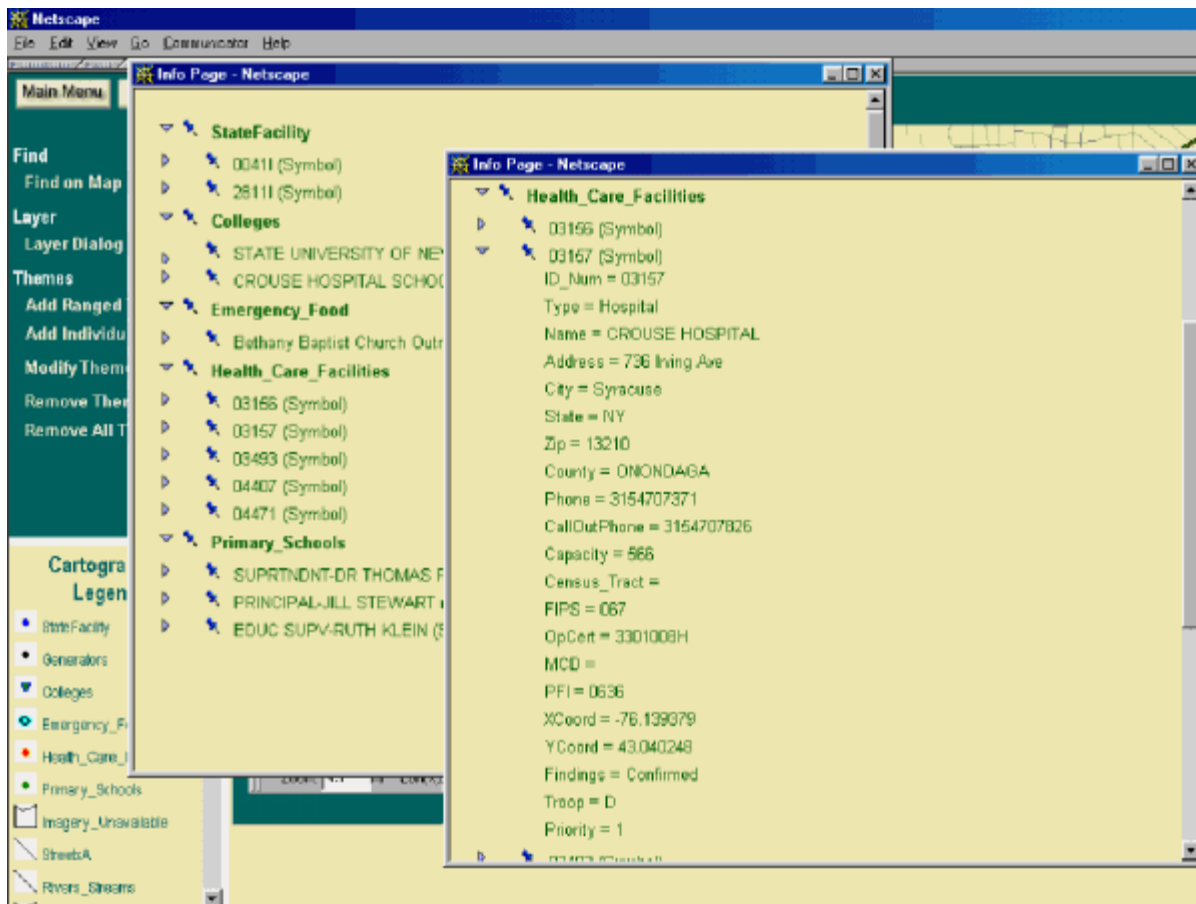 Netscape
File Edit View Go Communicator Help
Main Menu
Find
Find on Map
Layer
Layer Dialog
Themes
Add Ranged
Add Individu
Modify Them
Remove Ther
Remove All T
Cartogra
Legen
StateFacility
Generators
Colleges
Emergency_F
Health_Care_
Primary_Schools
Imagery_Unavailable
StreetsA
Rivers_Streams
Info Page - Netscape
StateFacility
00411 (Symbol)
28111 (Symbol)
Colleges
STATE UNIVERSITY OF NEW
CROUSE HOSPITAL SCHOO
Emergency_Food
Bethany Baptist Church Outr
Health_Care_Facilities
03156 (Symbol)
03157 (Symbol)
03493 (Symbol)
04407 (Symbol)
04471 (Symbol)
Primary_Schools
SUPRTNDNT-DR THOMAS F
PRINCIPAL-JILL STEWART
EDUC SUPV-RUTH KLEIN (S
Info Page - Netscape
Health_Care_Facilities
03156 (Symbol)
03157 (Symbol)
ID_Num = 03157
Type = Hospital
Name = CROUSE HOSPITAL
Address = 736 Irving Ave
City = Syracuse
State = NY
Zip = 13210
County = ONONDAGA
Phone = 3154707371
CallOutPhone = 3154707826
Capacity = 566
Census_Tract =
FIPS = 067
OpCert = 3301008H
MCD =
PFI = 0636
XCoord = -76.139379
YCoord = 43.040248
Findings = Confirmed
Troop = D
Priority = 1